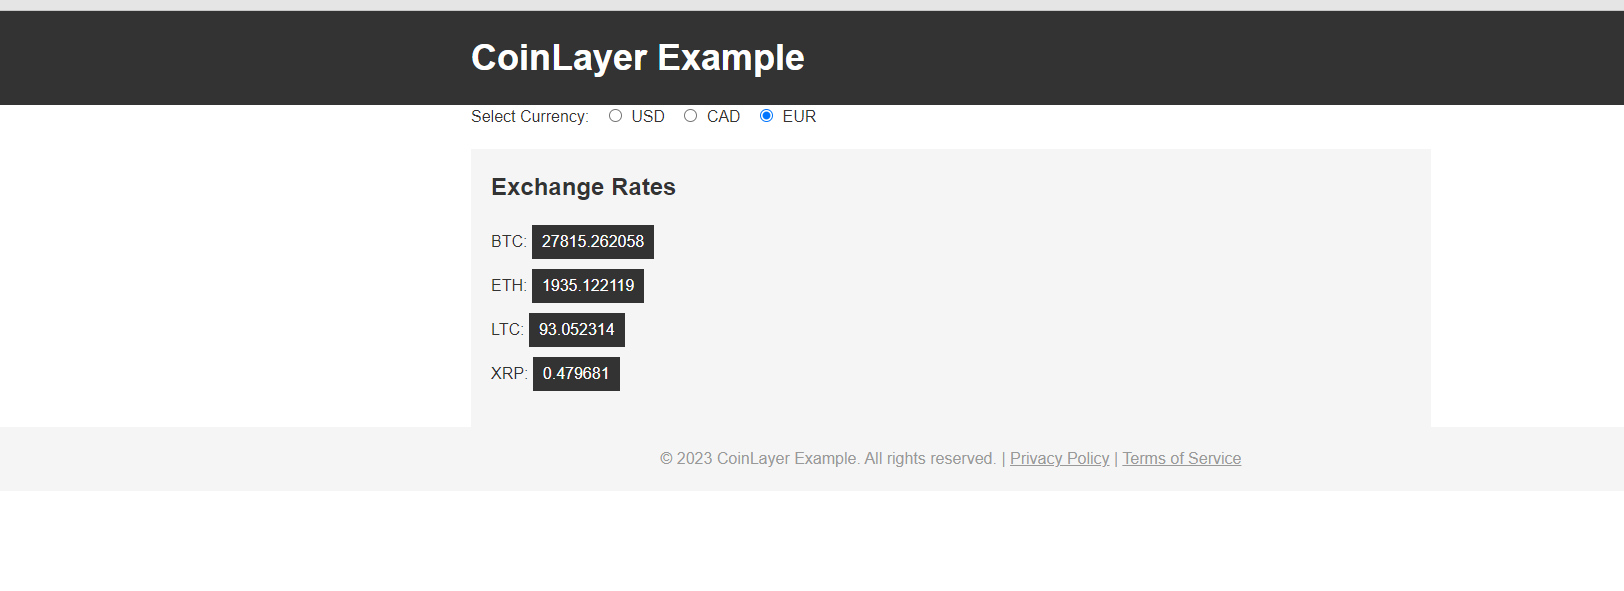 CoinLayer Example
Select Currency: USD CAD EUR
Exchange Rates
BTC: 27815.262058
ETH: 1935.122119
LTC: 93.052314
XRP: 0.479681
© 2023 CoinLayer Example. All rights reserved. | Privacy Policy | Terms of Service